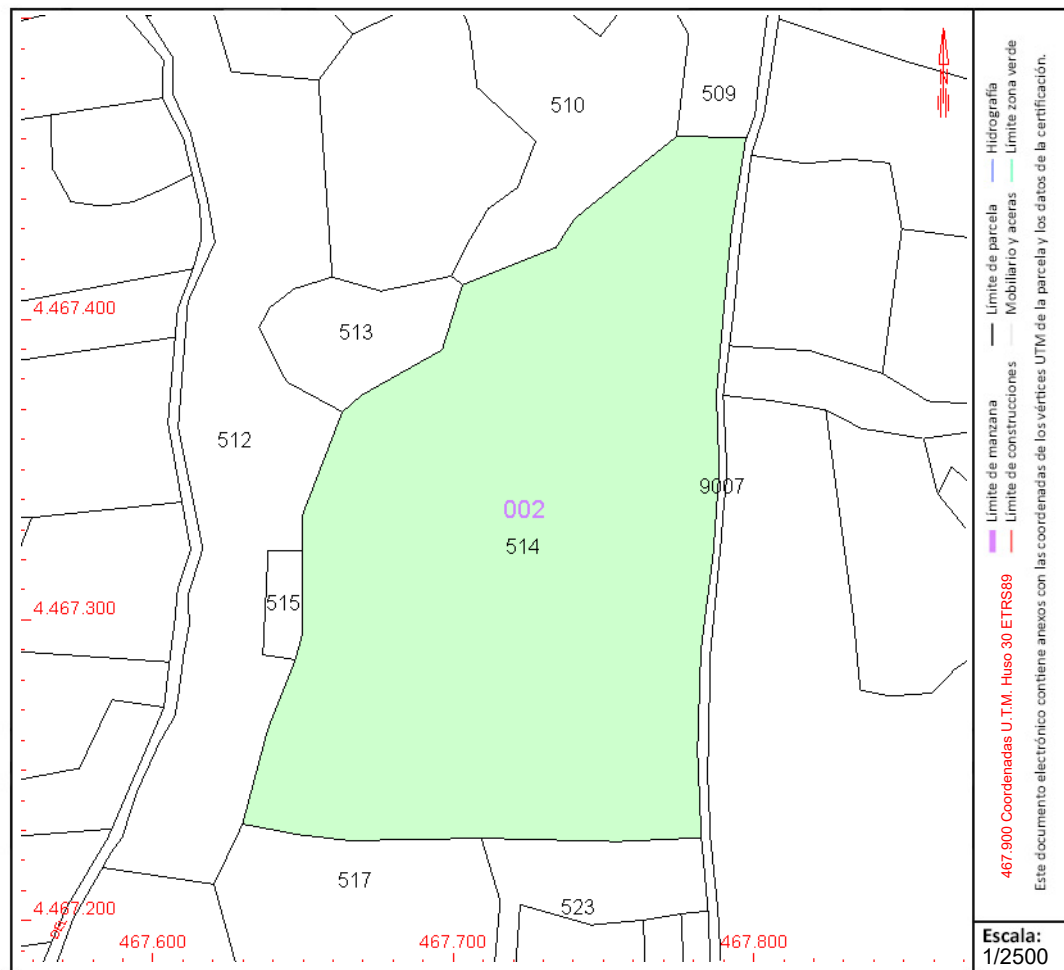 509
510
4.467.400
513
512
9007
002
514
515
4.467.300
517
523
4.467.200
DEL
467.600
467.700
467.800
Límite de manzana
Límite de parcela
Hidrografía
Límite de construcciones
Mobiliario y aceras
Límite zona verde
467.900 Coordenadas U.T.M. Huso 30 ETRS89
Este documento electrónico contiene anexos con las coordenadas de los vértices UTM de la parcela y los datos de la certificación.
Escala:
1/2500